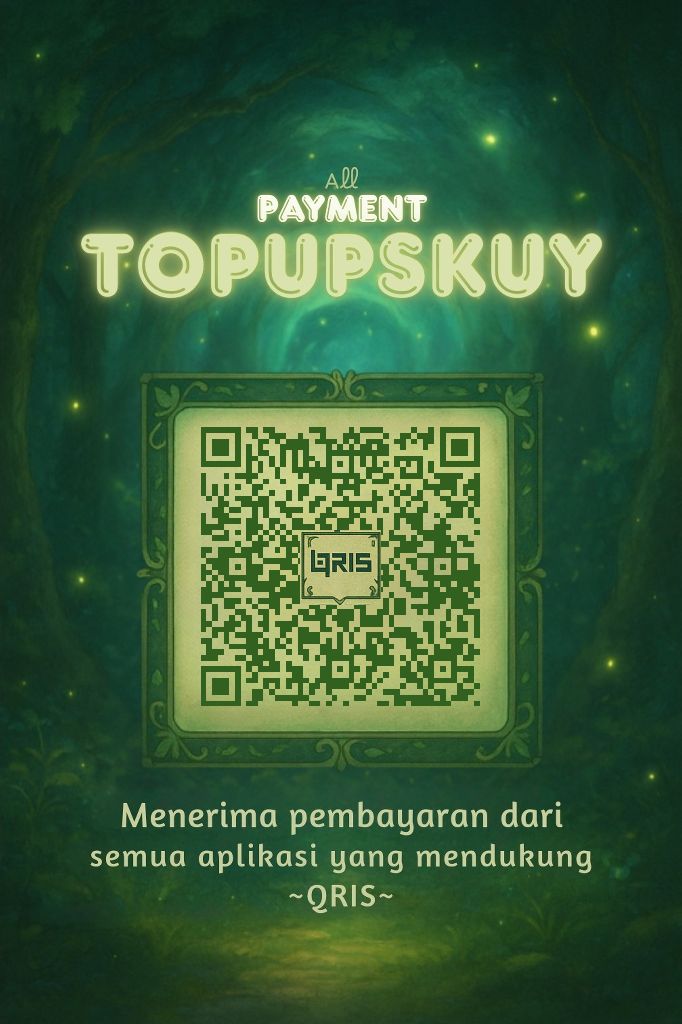 All
PAYMENT
TOPUPSKUY
QRIS
Menerima pembayaran dari
semua aplikasi yang mendukung
~QRIS~